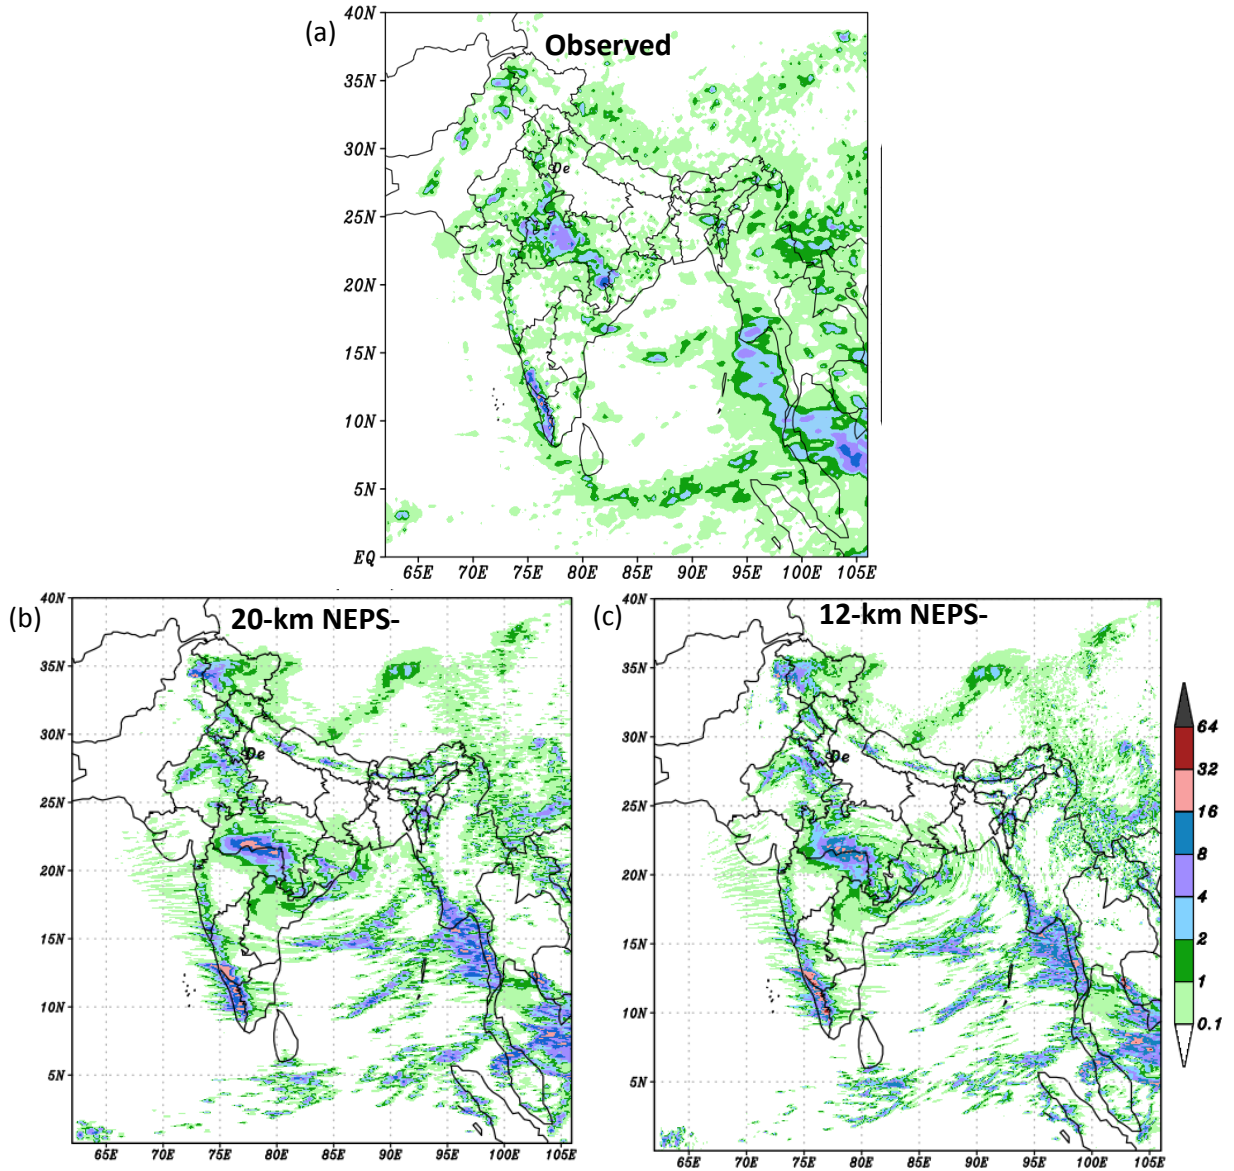 (a)
Observed
40N
35N
30N
De
25N
20N
15N
10N
5N
EQ
65E 70E 75E 80E 85E 90E 95E 100E 105E
(b)
20-km NEPS-
40N
35N
30N
De
25N
20N
15N
10N
5N
65E 70E 75E 80E 85E 90E 95E 100E 105E
(c)
12-km NEPS-
40N
35N
30N
De
25N
20N
15N
10N
5N
65E 70E 75E 80E 85E 90E 95E 100E 105E
64
32
16
8
4
2
1
0.1